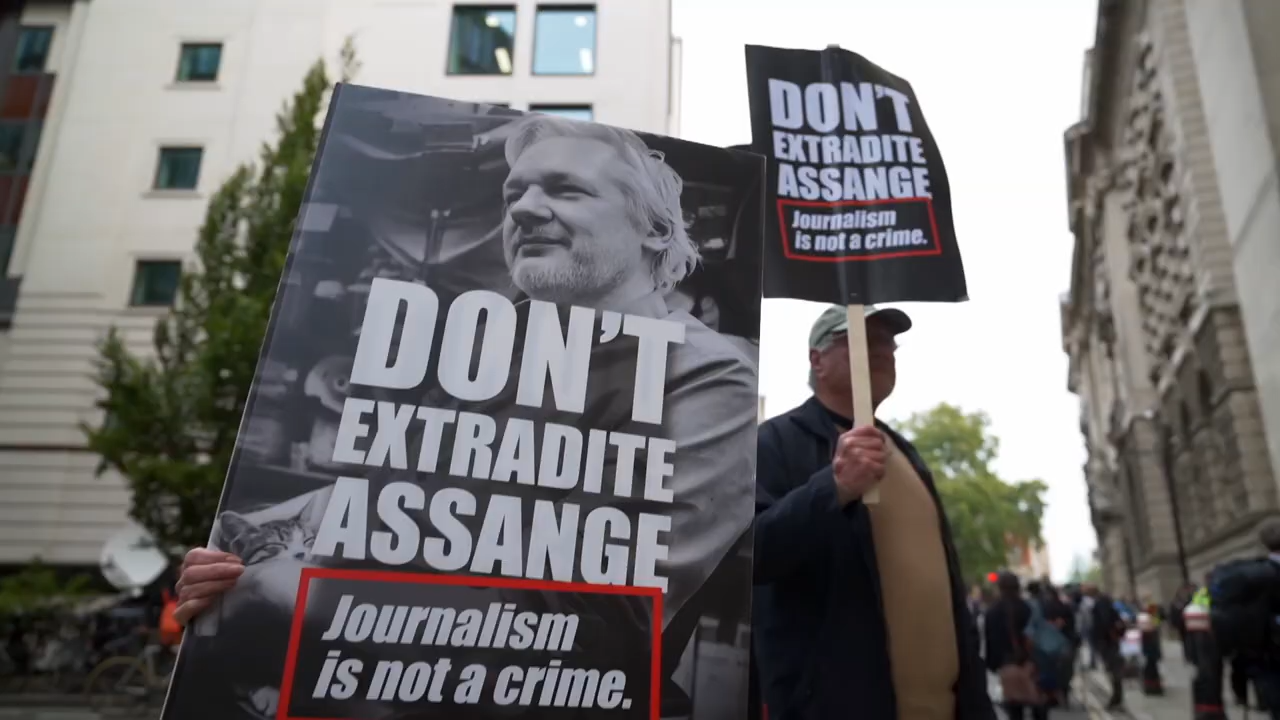 DON'T
EXTRADITE
ASSANGE
Journalism
is not a crime.
DON'T
EXTRADITE
ASSANGE
Journalism
is not a crime.